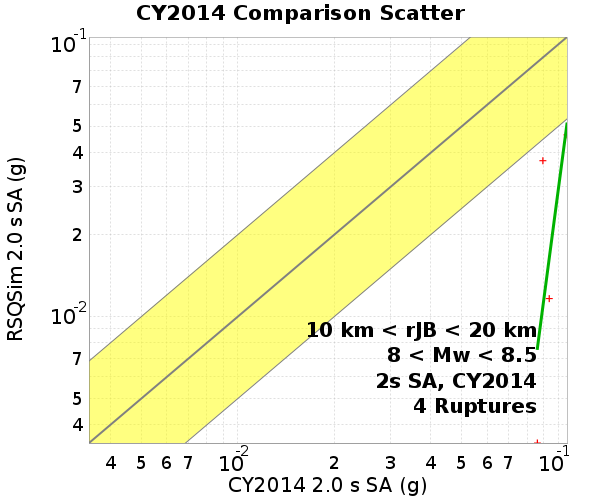 CY2014 Comparison Scatter
RSQSim 2.0 s SA (g)
10⁻¹
7
5
4
3
2
10⁻²
7
5
4
10 km < rJB < 20 km
8 < Mw < 8.5
2s SA, CY2014
4 Ruptures
4 5 6 7 10⁻² 2 3 4 5 6 7 10⁻¹
CY2014 2.0 s SA (g)